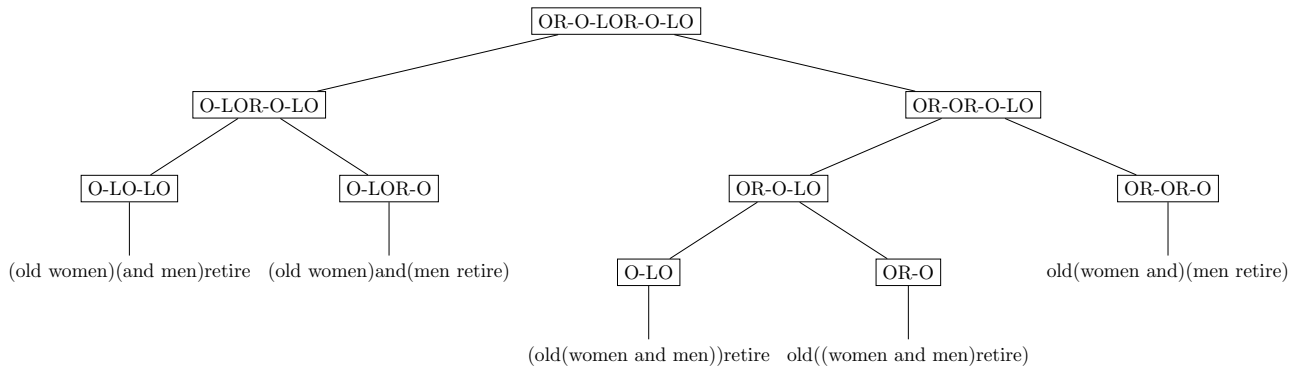 OR-O-LOR-O-LO
O-LOR-O-LO
OR-OR-O-LO
O-LO-LO
O-LOR-O
OR-O-LO
OR-OR-O
(old women)(and men)retire
(old women)and(men retire)
O-LO
OR-O
old(women and)(men retire)
(old(women and men))retire
old((women and men)retire)